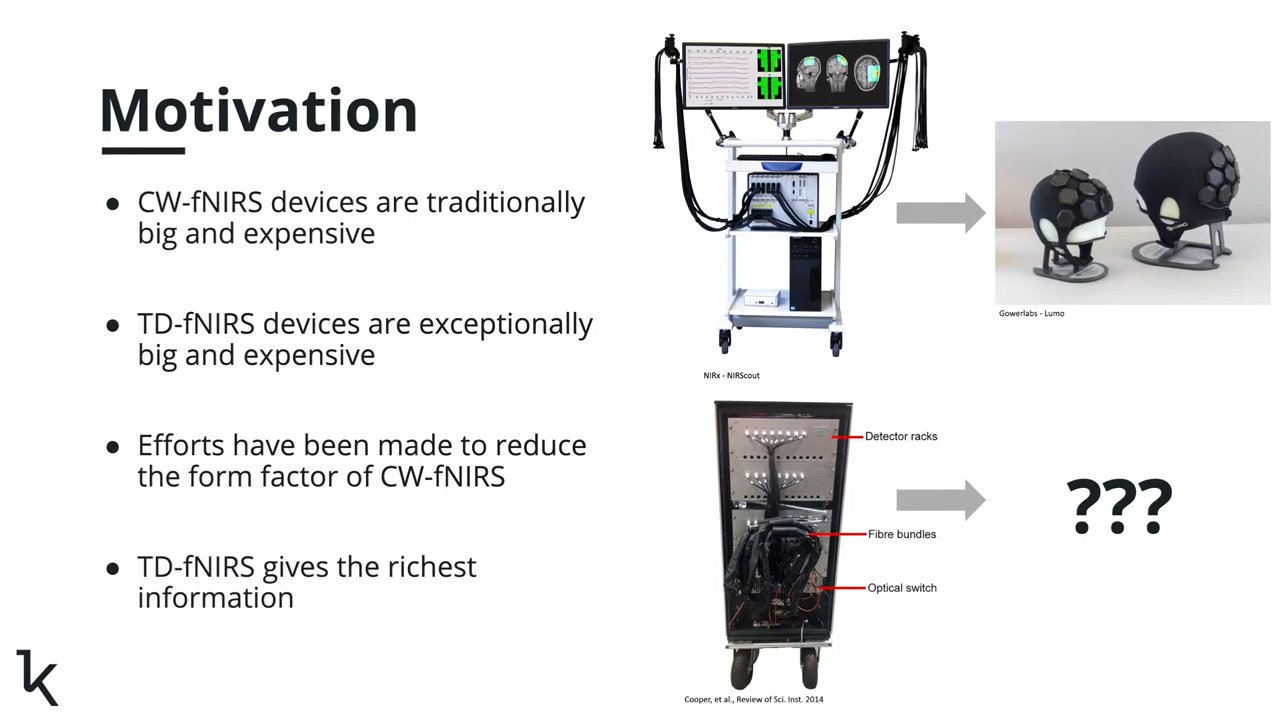 Motivation
● CW-fNIRS devices are traditionally
big and expensive
● TD-fNIRS devices are exceptionally
big and expensive
● Efforts have been made to reduce
the form factor of CW-fNIRS
● TD-fNIRS gives the richest
information
NIRx - NIRScout
Gowerlabs - Lumo
Detector racks
Fibre bundles
Optical switch
???
Cooper, et al., Review of Sci. Inst. 2014